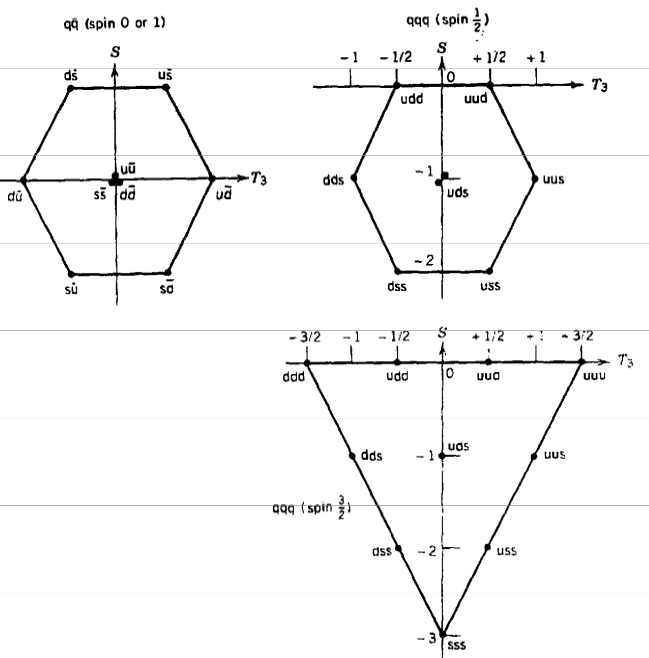 qq̄ (spin 0 or 1)
S
ds̄ us̄
uū
T₃
ss̄ dd̄
dū ud̄
sū sd̄
qqq (spin 1/2)
S
-1 -1/2 +1/2 +1
0
T₃
udd uud
-1
dds uus
uds
-2
dss uss
-3/2 -1 -1/2 S +1/2 -3/2
T₃
ddd udd 0 uud uuu
uds
dds -1 uus
qqq (spin 3/2)
dss -2 uss
-3
sss